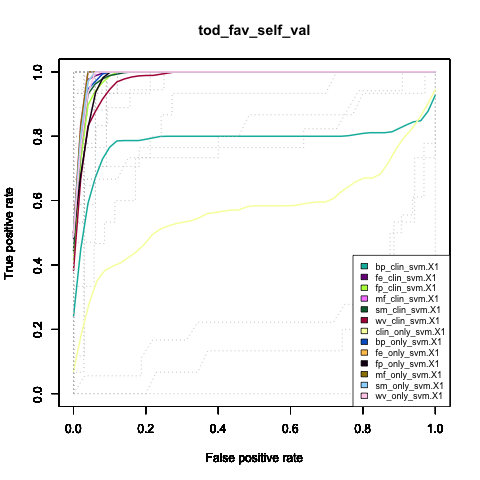 tod_fav_self_val
True positive rate
1.0
0.8
0.6
0.4
0.2
0.0
bp_clin_svm.X1
fe_clin_svm.X1
fp_clin_svm.X1
mf_clin_svm.X1
sm_clin_svm.X1
wv_clin_svm.X1
clin_only_svm.X1
bp_only_svm.X1
fe_only_svm.X1
fp_only_svm.X1
mf_only_svm.X1
sm_only_svm.X1
wv_only_svm.X1
0.0 0.2 0.4 0.6 0.8 1.0
False positive rate